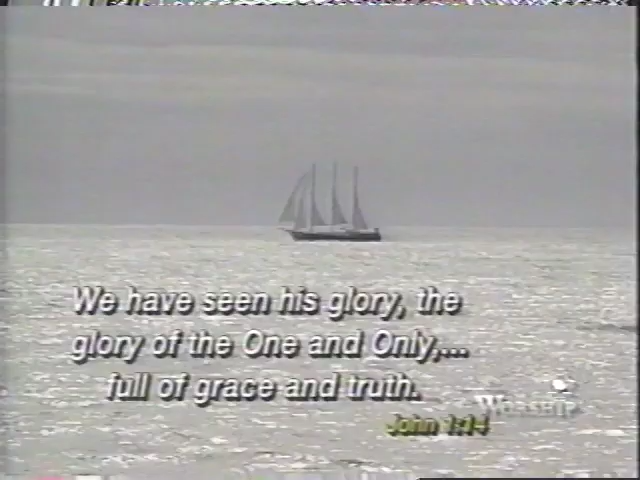 We have seen his glory, the
glory of the One and Only,...
full of grace and truth.
John 1:14
WORSHIP